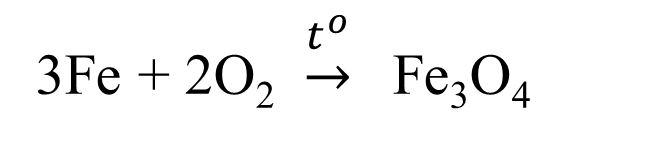 3Fe + 2O₂ →^{t^o} Fe₃O₄